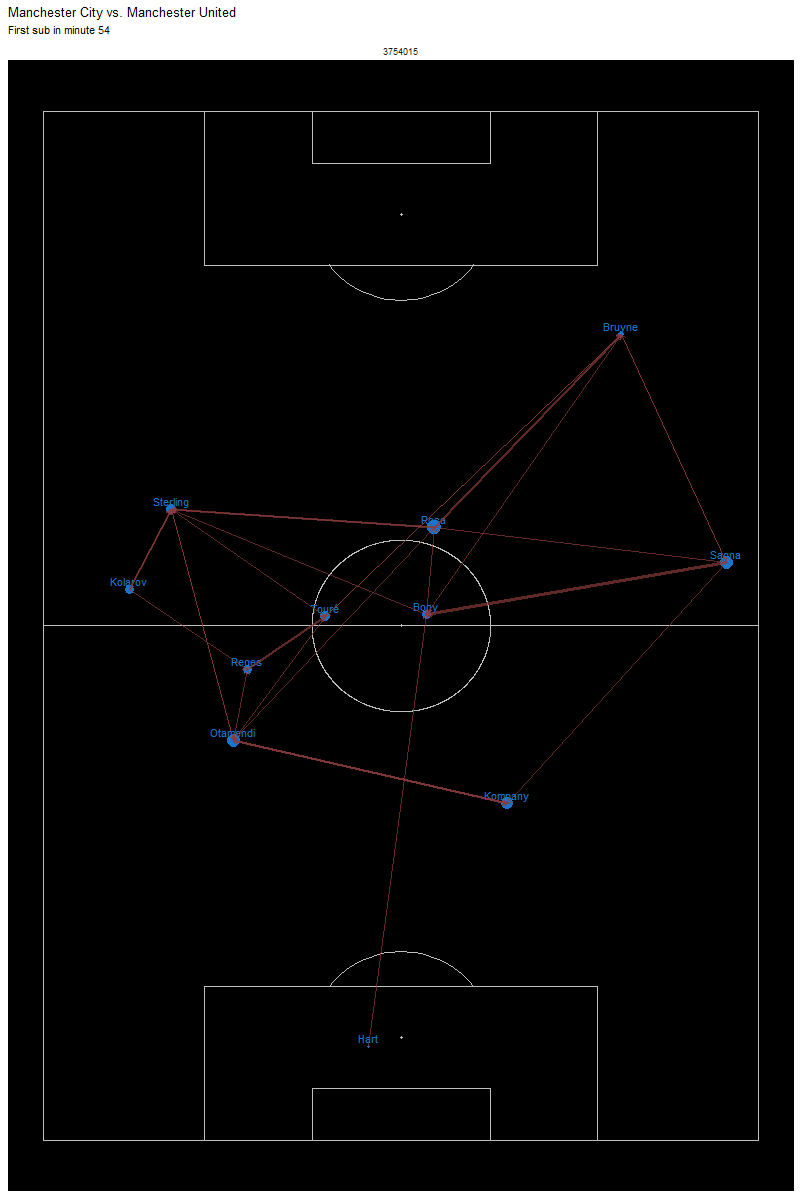 Manchester City vs. Manchester United
First sub in minute 54
3754015
Bruyne
Sterling
Rosa
Sagna
Kolarov
Touré
Bony
Reges
Otamendi
Kompany
Hart